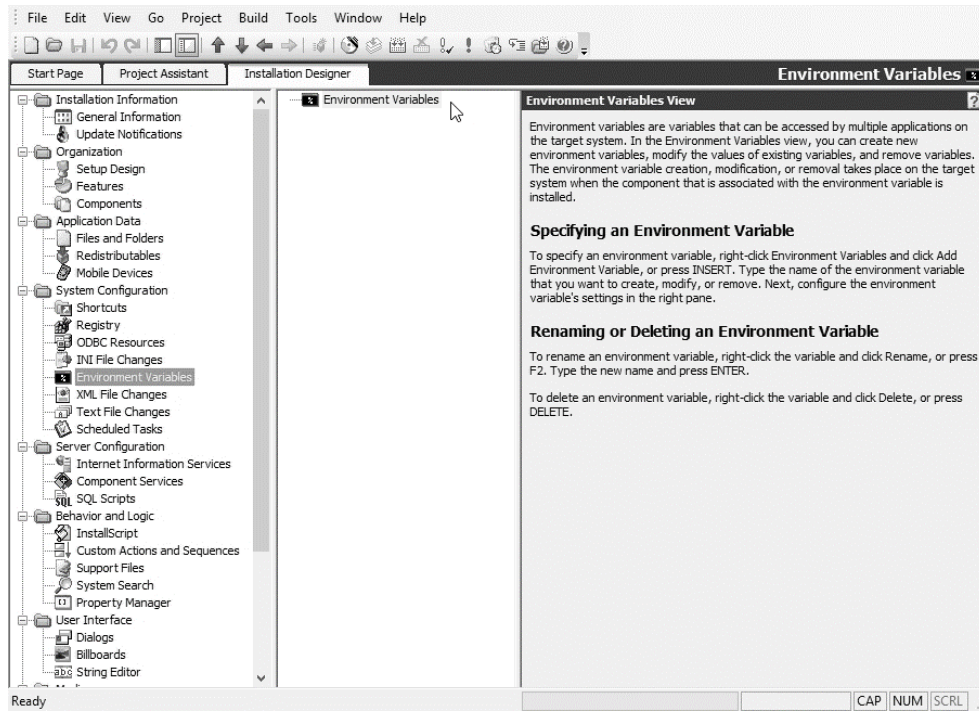 File Edit View Go Project Build Tools Window Help
Start Page Project Assistant Installation Designer Environment Variables
Installation Information
General Information
Update Notifications
Organization
Setup Design
Features
Components
Application Data
Files and Folders
Redistributables
Mobile Devices
System Configuration
Shortcuts
Registry
ODBC Resources
INI File Changes
Environment Variables
XML File Changes
Text File Changes
Scheduled Tasks
Server Configuration
Internet Information Services
Component Services
SQL Scripts
Behavior and Logic
InstallScript
Custom Actions and Sequences
Support Files
System Search
Property Manager
User Interface
Dialogs
Billboards
String Editor
Environment Variables
Environment Variables View
Environment variables are variables that can be accessed by multiple applications on
the target system. In the Environment Variables view, you can create new
environment variables, modify the values of existing variables, and remove variables.
The environment variable creation, modification, or removal takes place on the target
system when the component that is associated with the environment variable is
installed.
Specifying an Environment Variable
To specify an environment variable, right-click Environment Variables and click Add
Environment Variable, or press INSERT. Type the name of the environment variable
that you want to create, modify, or remove. Next, configure the environment
variable's settings in the right pane.
Renaming or Deleting an Environment Variable
To rename an environment variable, right-click the variable and click Rename, or press
F2. Type the new name and press ENTER.
To delete an environment variable, right-click the variable and click Delete, or press
DELETE.
Ready CAP NUM SCRL